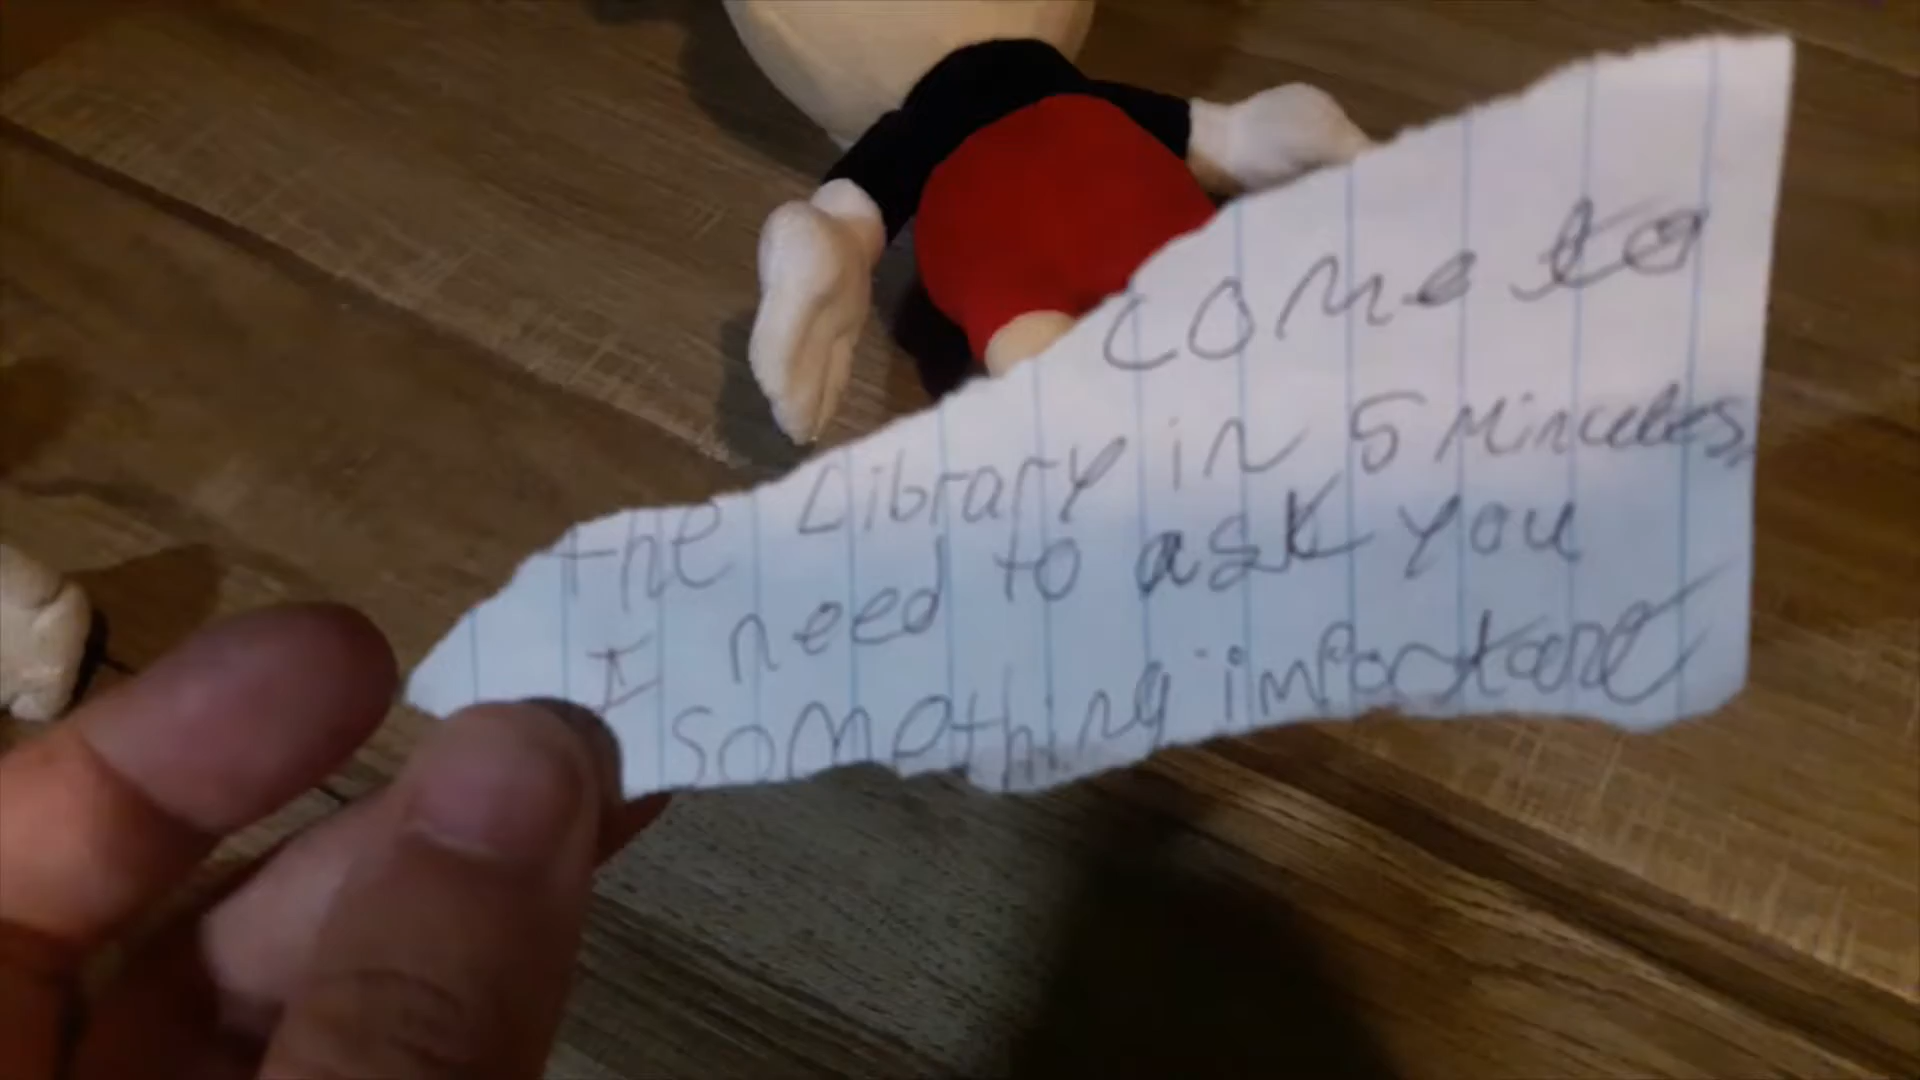 come to
the Library in 5 Minutes
I need to ask you
something important